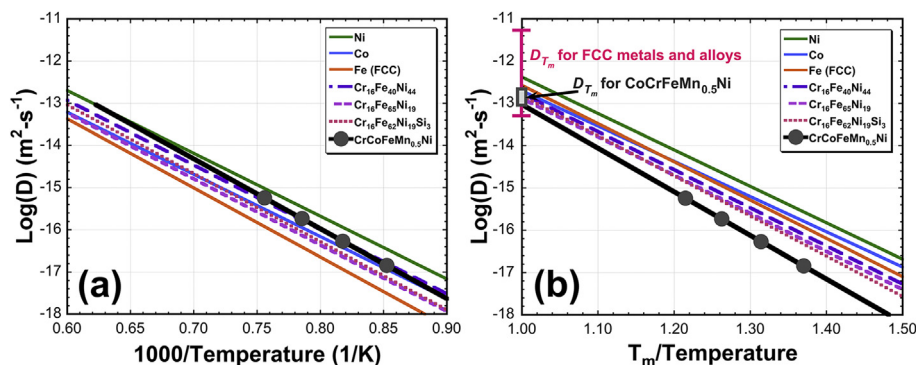 -11
-12
-13
-14
-15
-16
-17
-18
Log(D) (m²-s⁻¹)
Ni
Co
Fe (FCC)
Cr₁₆Fe₄₀Ni₄₄
Cr₁₆Fe₆₅Ni₁₉
Cr₁₆Fe₆₂Ni₁₉Si₃
CrCoFeMn₀.₅Ni
(a)
0.60 0.65 0.70 0.75 0.80 0.85 0.90
1000/Temperature (1/K)
-11
-12
-13
-14
-15
-16
-17
-18
Log(D) (m²-s⁻¹)
D_Tm for FCC metals and alloys
D_Tm for CoCrFeMn₀.₅Ni
Ni
Co
Fe (FCC)
Cr₁₆Fe₄₀Ni₄₄
Cr₁₆Fe₆₅Ni₁₉
Cr₁₆Fe₆₂Ni₁₉Si₃
CrCoFeMn₀.₅Ni
(b)
1.00 1.10 1.20 1.30 1.40 1.50
Tₘ/Temperature